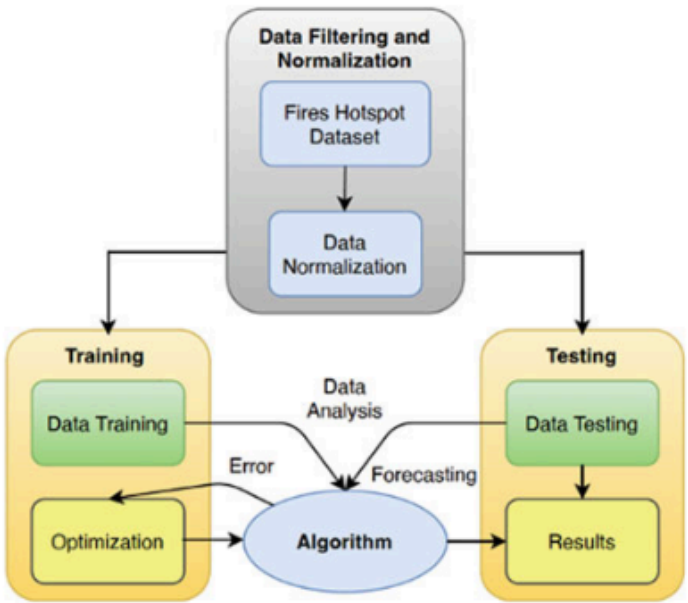 Data Filtering and
Normalization
Fires Hotspot
Dataset
Data
Normalization
Training
Testing
Data
Analysis
Data Training
Data Testing
Error
Forecasting
Optimization
Algorithm
Results